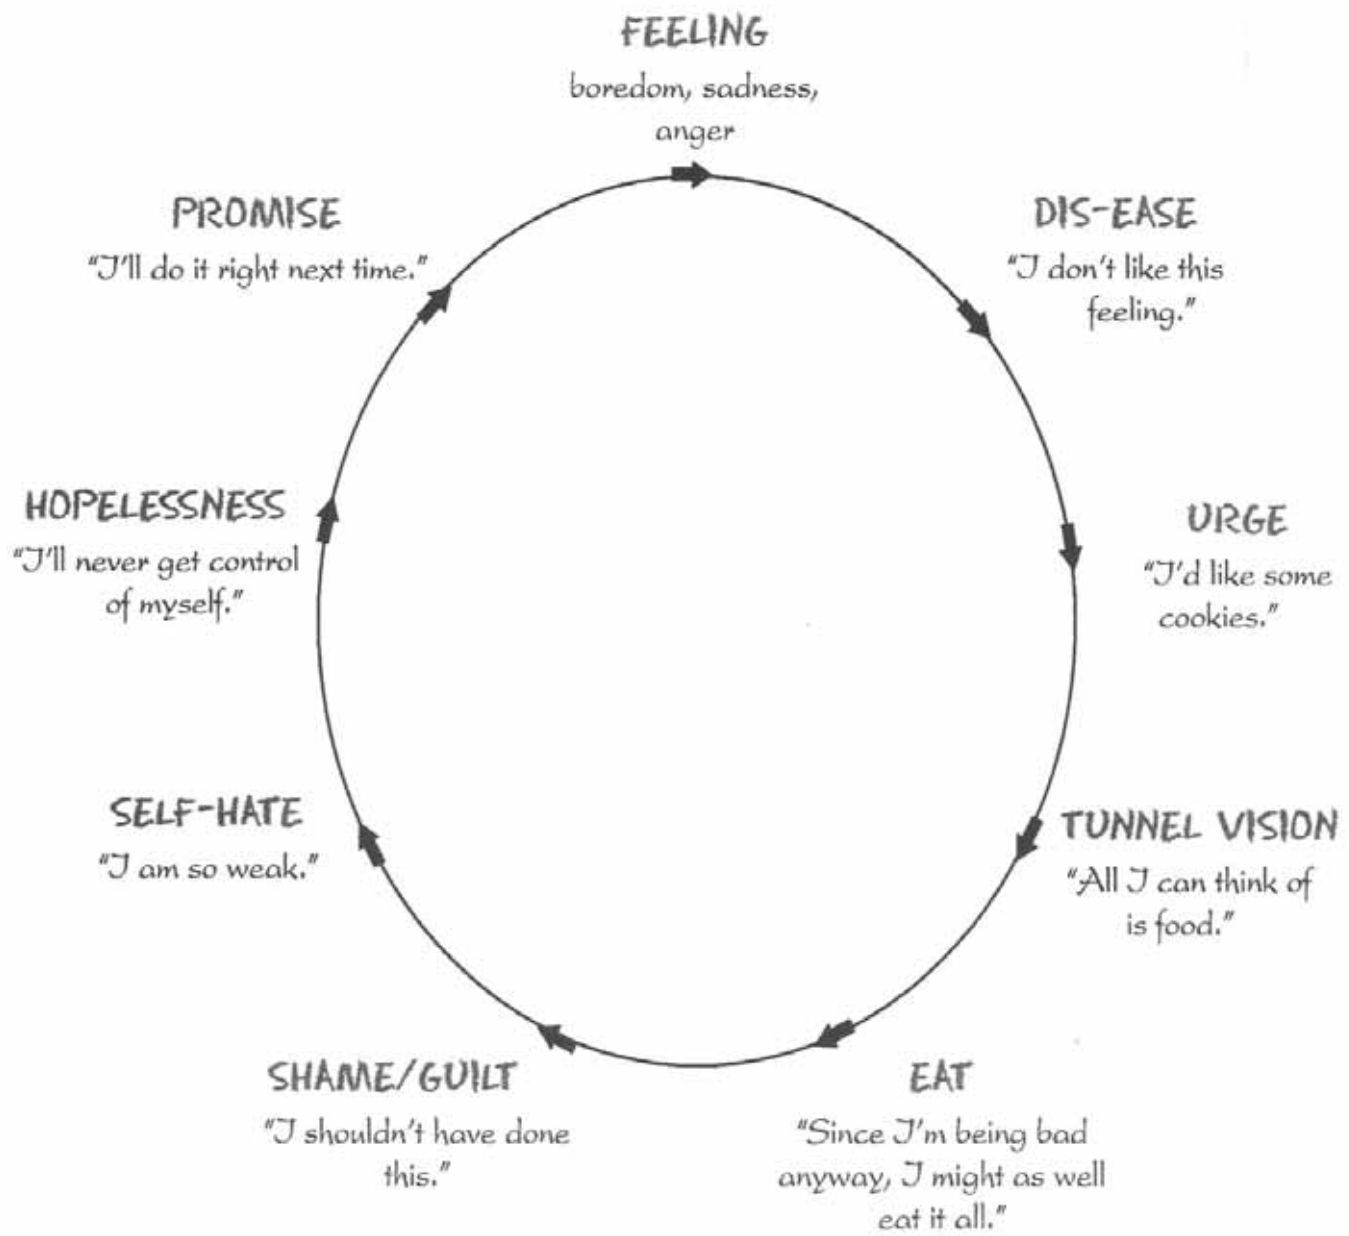 FEELING
boredom, sadness,
anger
DIS-EASE
"I don't like this
feeling."
URGE
"I'd like some
cookies."
TUNNEL VISION
"All I can think of
is food."
EAT
"Since I'm being bad
anyway, I might as well
eat it all."
SHAME/GUILT
"I shouldn't have done
this."
SELF-HATE
"I am so weak."
HOPELESSNESS
"I'll never get control
of myself."
PROMISE
"I'll do it right next time."